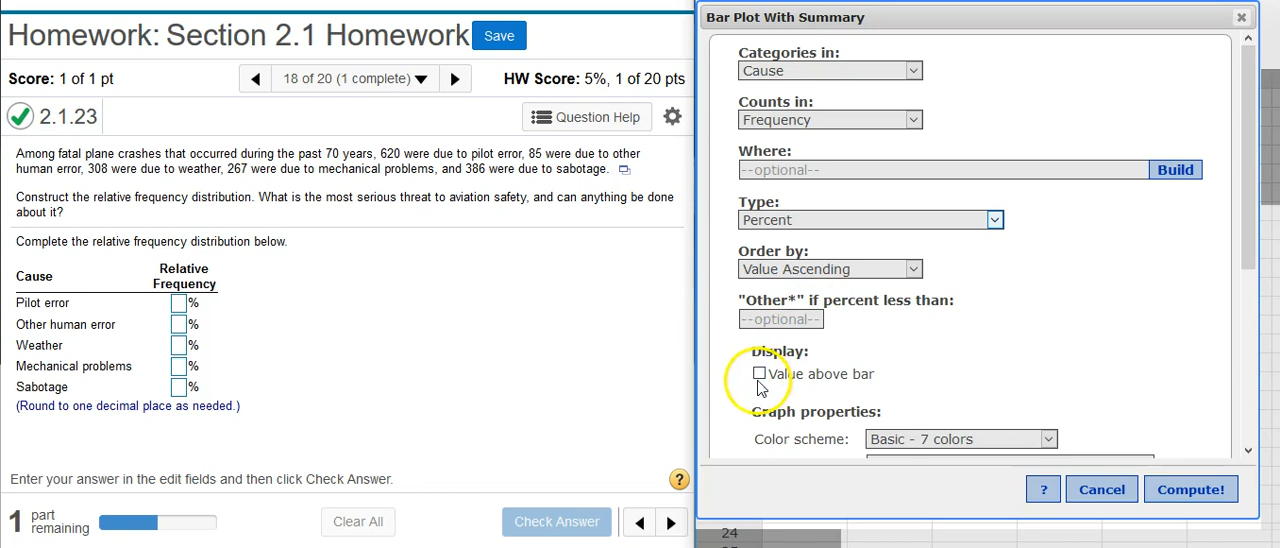 Homework: Section 2.1 Homework
Save
Score: 1 of 1 pt
18 of 20 (1 complete)
HW Score: 5%, 1 of 20 pts
2.1.23
Question Help
Among fatal plane crashes that occurred during the past 70 years, 620 were due to pilot error, 85 were due to other
human error, 308 were due to weather, 267 were due to mechanical problems, and 386 were due to sabotage.
Construct the relative frequency distribution. What is the most serious threat to aviation safety, and can anything be done
about it?
Complete the relative frequency distribution below.
Cause
Relative
Frequency
Pilot error %
Other human error %
Weather %
Mechanical problems %
Sabotage %
(Round to one decimal place as needed.)
Enter your answer in the edit fields and then click Check Answer.
?
1 part
remaining
Clear All
Check Answer
Bar Plot With Summary
Categories in:
Cause
Counts in:
Frequency
Where:
--optional--
Build
Type:
Percent
Order by:
Value Ascending
"Other*" if percent less than:
--optional--
Display:
Value above bar
Graph properties:
Color scheme: Basic - 7 colors
?
Cancel
Compute!
24